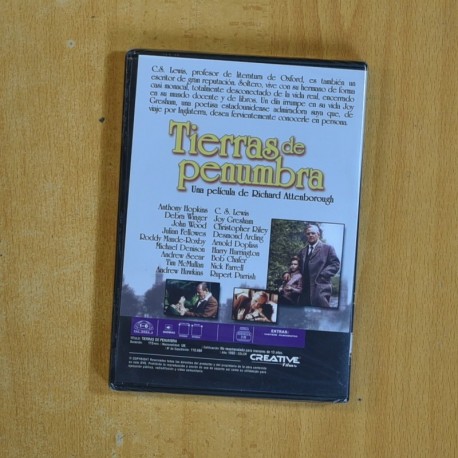 C.S. Lewis, profesor de literatura de Oxford, es también un
escritor de gran reputación. Soltero, vive con su hermano de forma
casi monacal, totalmente desconectado de la vida real, encerrado
en su mundo docente y de libros. Un día irrumpe en su vida Joy
Gresham, una poetisa estadounidense admiradora suya que, de
viaje por Inglaterra, desea fervientemente conocerle en persona.
Tierras de
penumbra
Una película de Richard Attenborough
Anthony Hopkins C. S. Lewis
Debra Winger Joy Gresham
John Wood Christopher Riley
Julian Fellowes Desmond Arding
Roddy Maude-Roxby Arnold Dopliss
Michael Denison Harry Harrington
Andrew Seear Bob Chafer
Tim McMullan Nick Farrell
Andrew Hawkins Rupert Parrish
EXTRAS:
TÍTULO: TIERRAS DE PENUMBRA
CREATIVE
Films